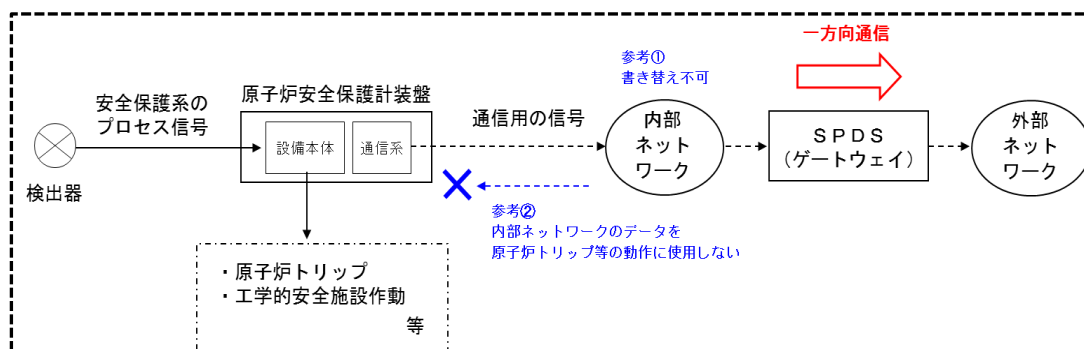 一方向通信
参考①
書き替え不可
安全保護系の
プロセス信号
原子炉安全保護計装盤
設備本体
通信系
通信用の信号
内部
ネット
ワーク
ＳＰＤＳ
(ゲートウェイ)
外部
ネット
ワーク
検出器
参考②
内部ネットワークのデータを
原子炉トリップ等の動作に使用しない
・原子炉トリップ
・工学的安全施設作動
等